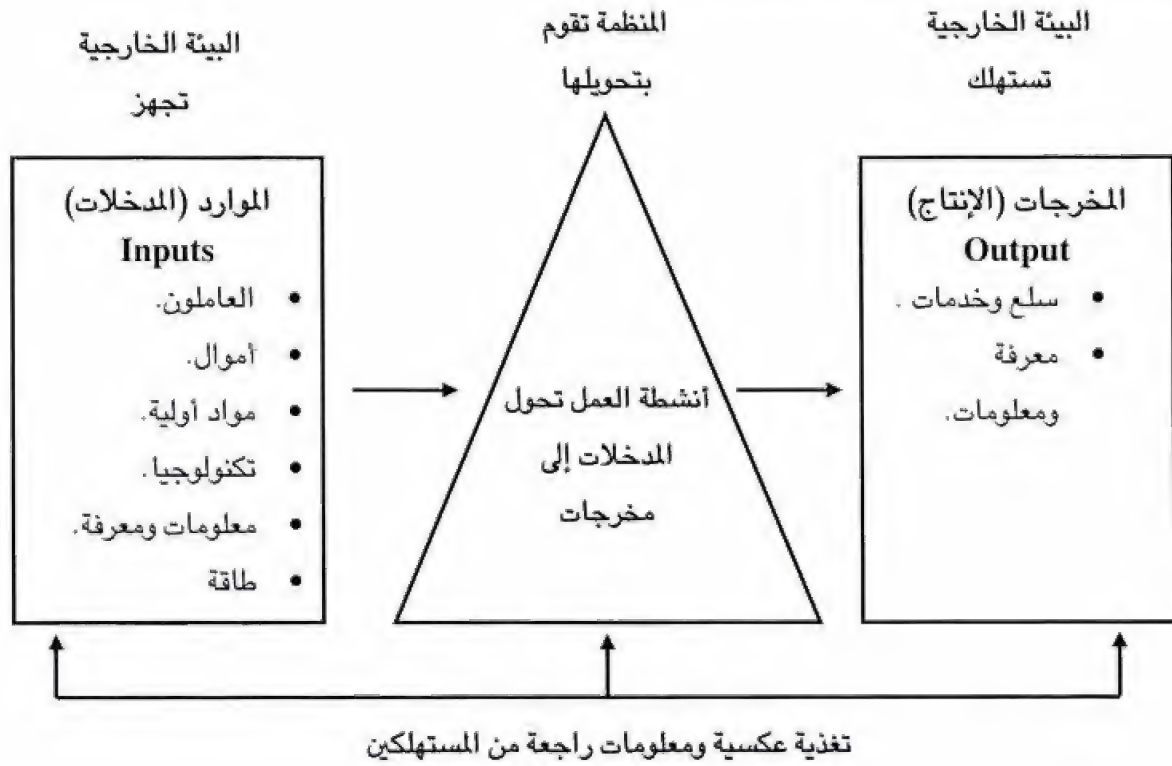 البيئة الخارجية
تجهز
الموارد (المدخلات)
Inputs
• العاملون.
• أموال.
• مواد أولية.
• تكنولوجيا.
• معلومات ومعرفة.
• طاقة
المنظمة تقوم
بتحويلها
أنشطة العمل تحول
المدخلات إلى
مخرجات
البيئة الخارجية
تستهلك
المخرجات (الإنتاج)
Output
• سلع وخدمات .
• معرفة
ومعلومات.
تغذية عكسية ومعلومات راجعة من المستهلكين